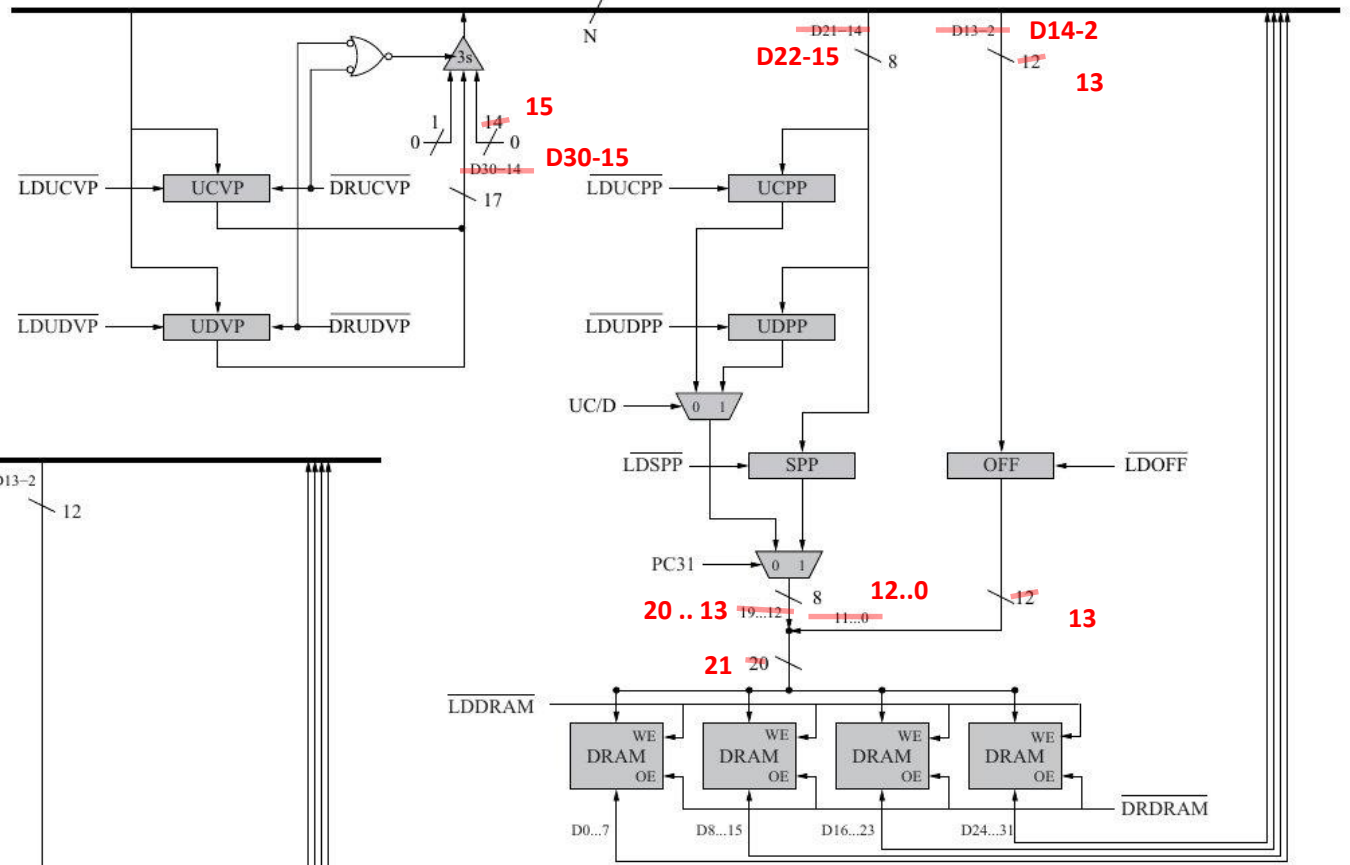 N
D21−14
D13−2
D14-2
D22-15
8
12
13
3s
1
0
14
0
15
D30−14
D30-15
17
LDUCVP
UCVP
DRUCVP
LDUCPP
UCPP
LDUDVP
UDVP
DRUDVP
LDUDPP
UDPP
UC/D
0 1
D13−2
12
LDSPP
SPP
OFF
LDOFF
PC31
0 1
8
12..0
12
20 .. 13
19...12
11...0
13
21
20
LDDRAM
WE
DRAM
OE
WE
DRAM
OE
WE
DRAM
OE
WE
DRAM
OE
DRDRAM
D0...7
D8...15
D16...23
D24...31